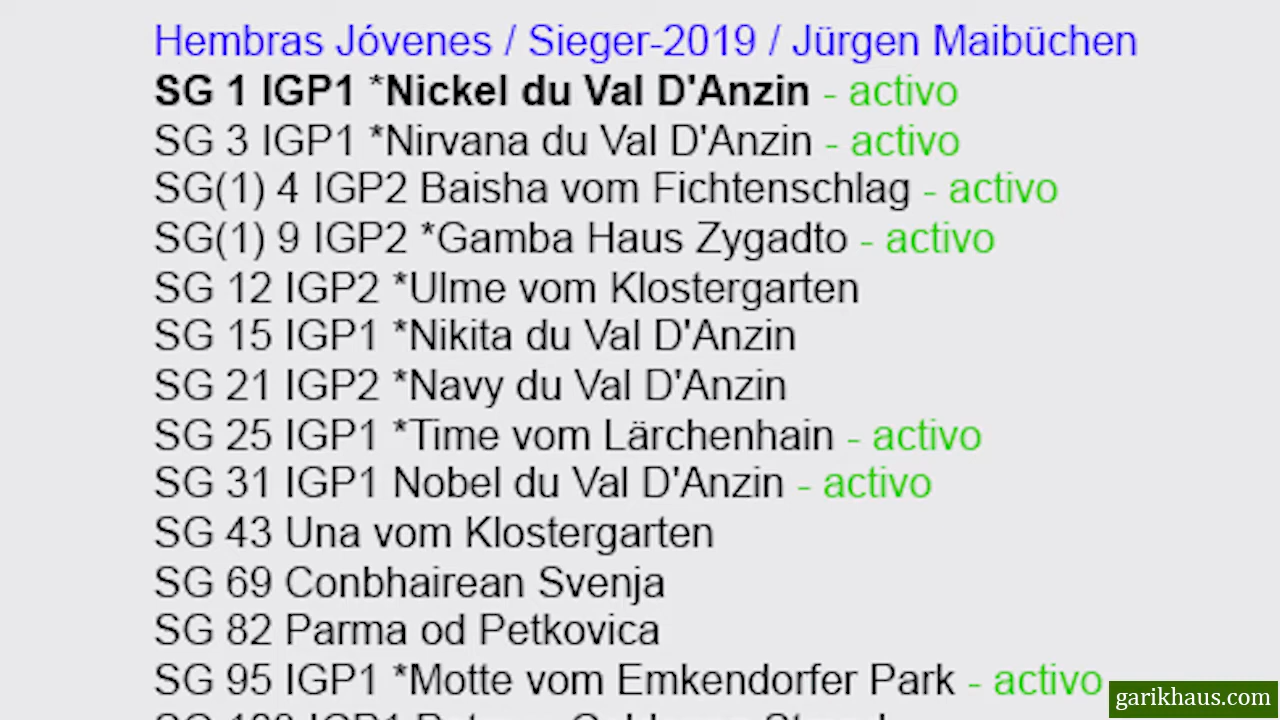 Hembras Jóvenes / Sieger-2019 / Jürgen Maibüchen
SG 1 IGP1 *Nickel du Val D'Anzin - activo
SG 3 IGP1 *Nirvana du Val D'Anzin - activo
SG(1) 4 IGP2 Baisha vom Fichtenschlag - activo
SG(1) 9 IGP2 *Gamba Haus Zygadto - activo
SG 12 IGP2 *Ulme vom Klostergarten
SG 15 IGP1 *Nikita du Val D'Anzin
SG 21 IGP2 *Navy du Val D'Anzin
SG 25 IGP1 *Time vom Lärchenhain - activo
SG 31 IGP1 Nobel du Val D'Anzin - activo
SG 43 Una vom Klostergarten
SG 69 Conbhairean Svenja
SG 82 Parma od Petkovica
SG 95 IGP1 *Motte vom Emkendorfer Park - activo
garikhaus.com